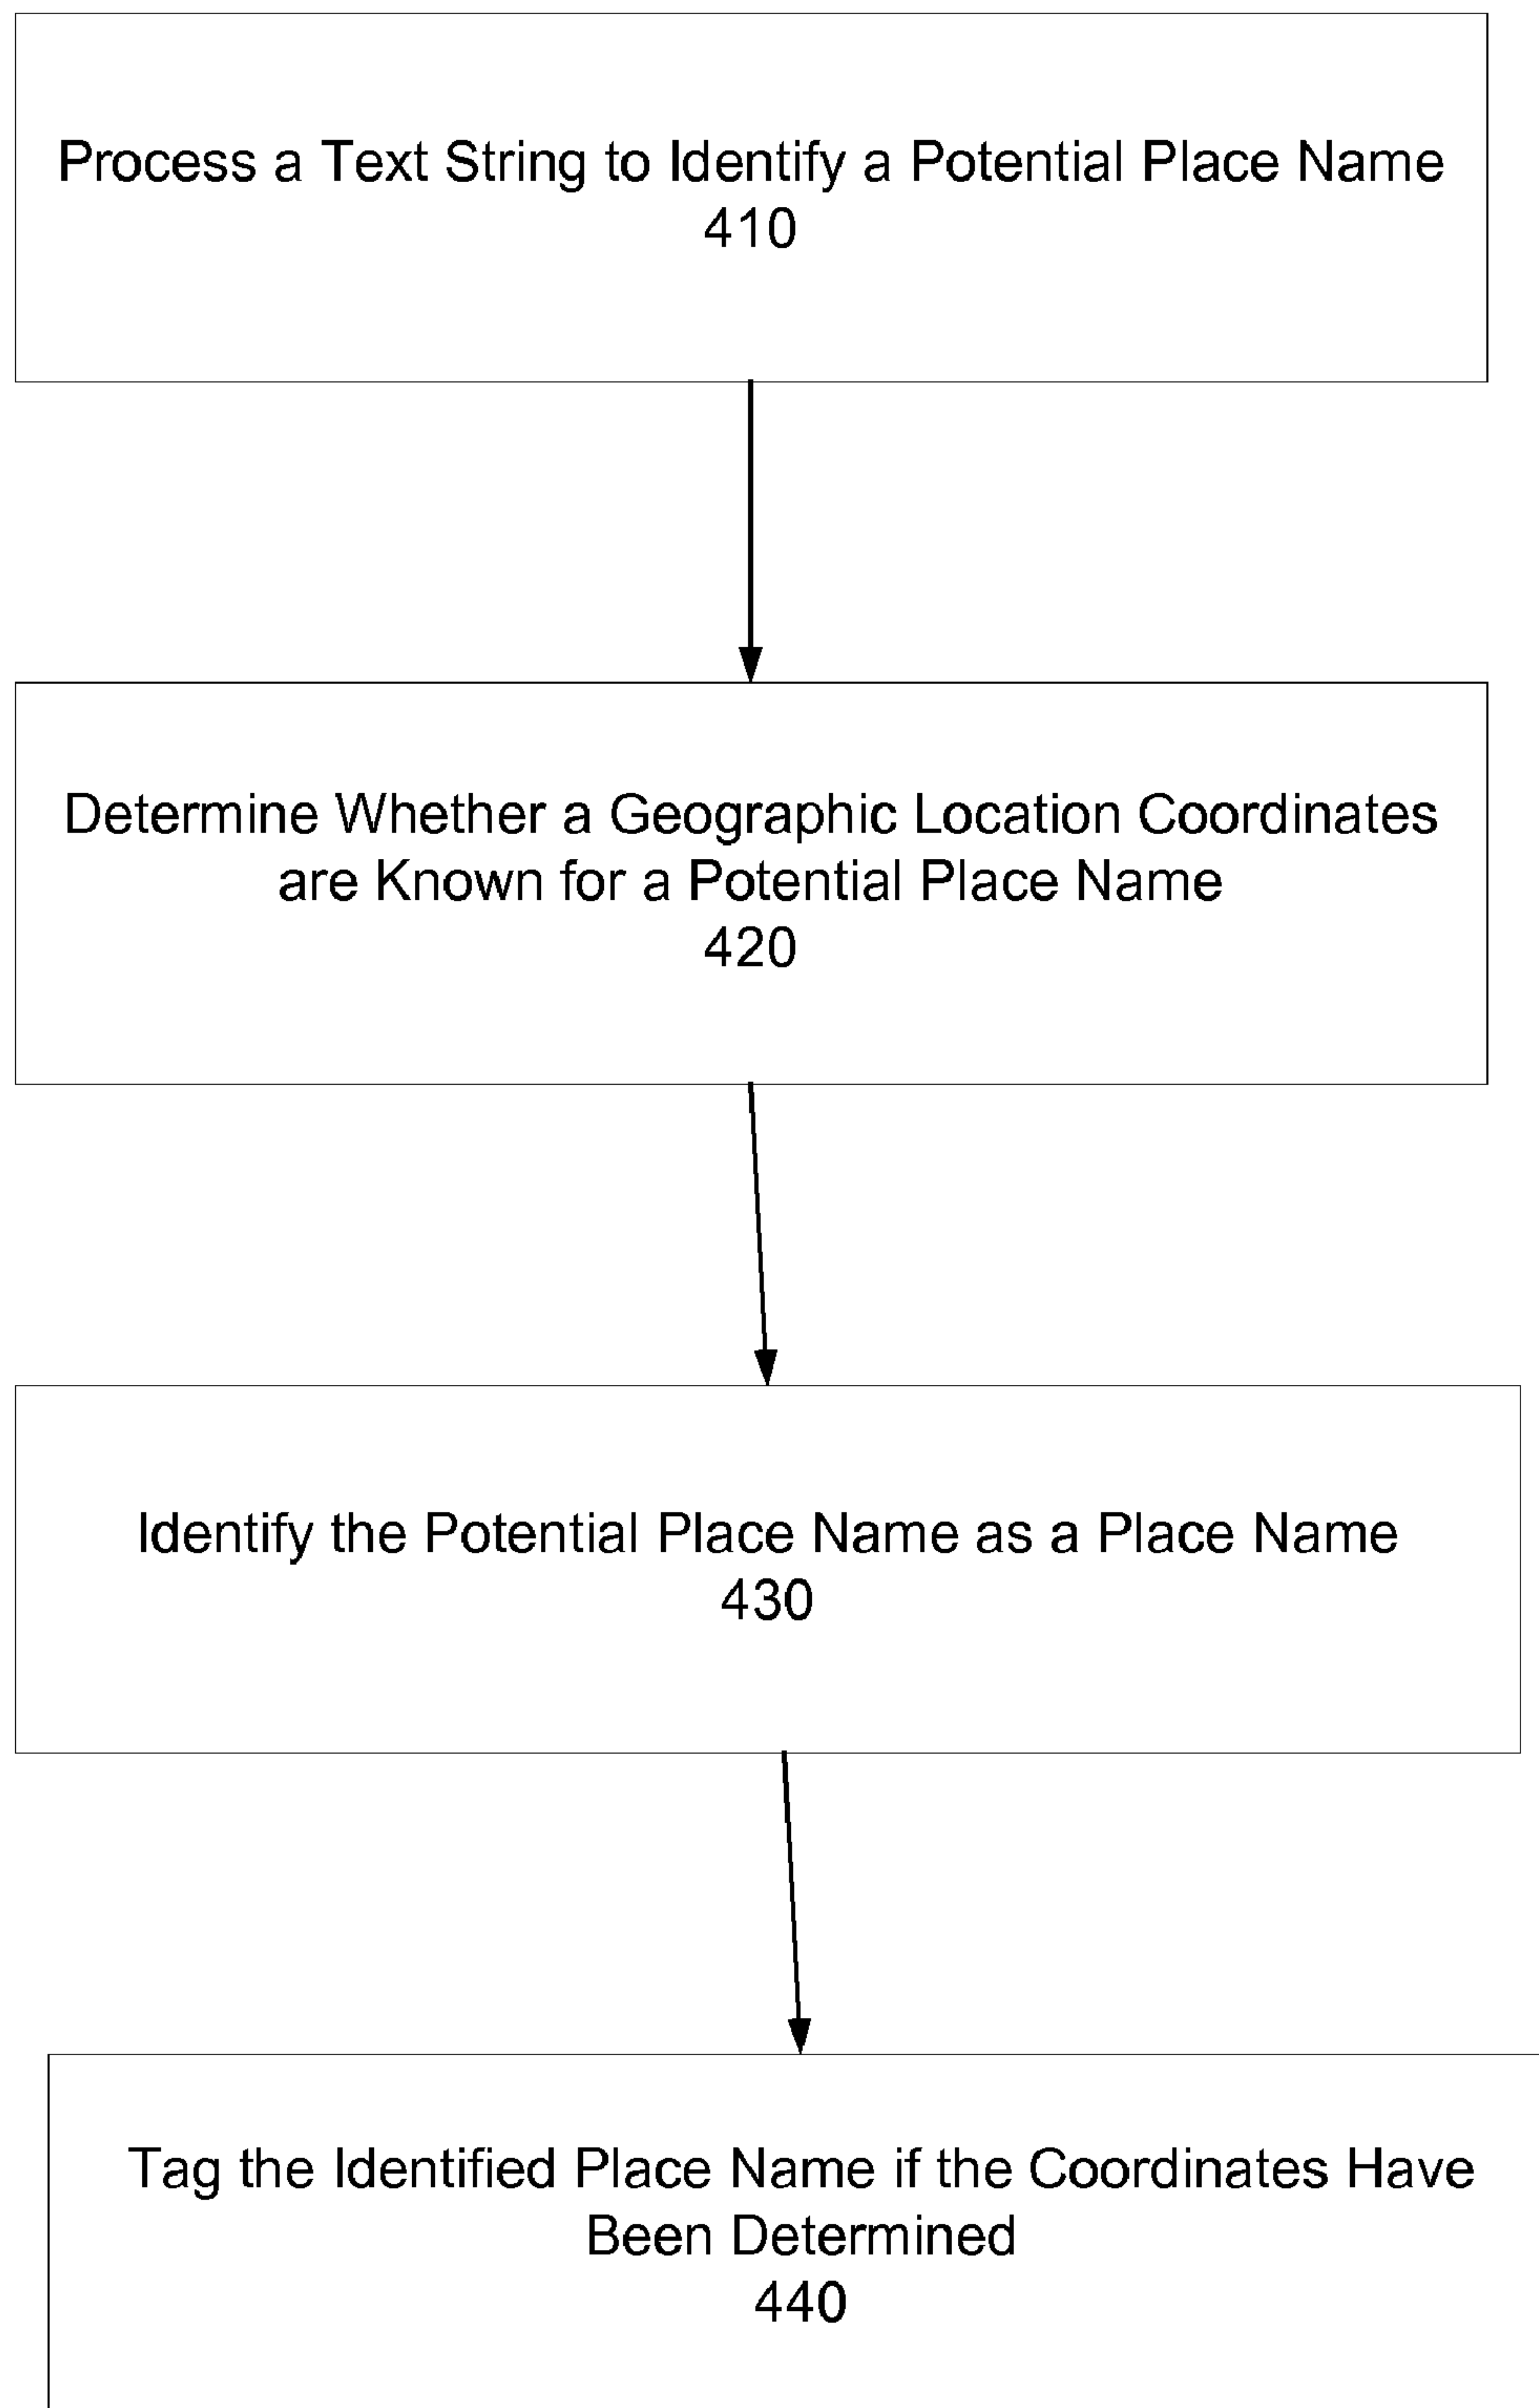 Process a Text String to Identify a Potential Place Name
410
Determine Whether a Geographic Location Coordinates
are Known for a Potential Place Name
420
Identify the Potential Place Name as a Place Name
430
Tag the Identified Place Name if the Coordinates Have
Been Determined
440